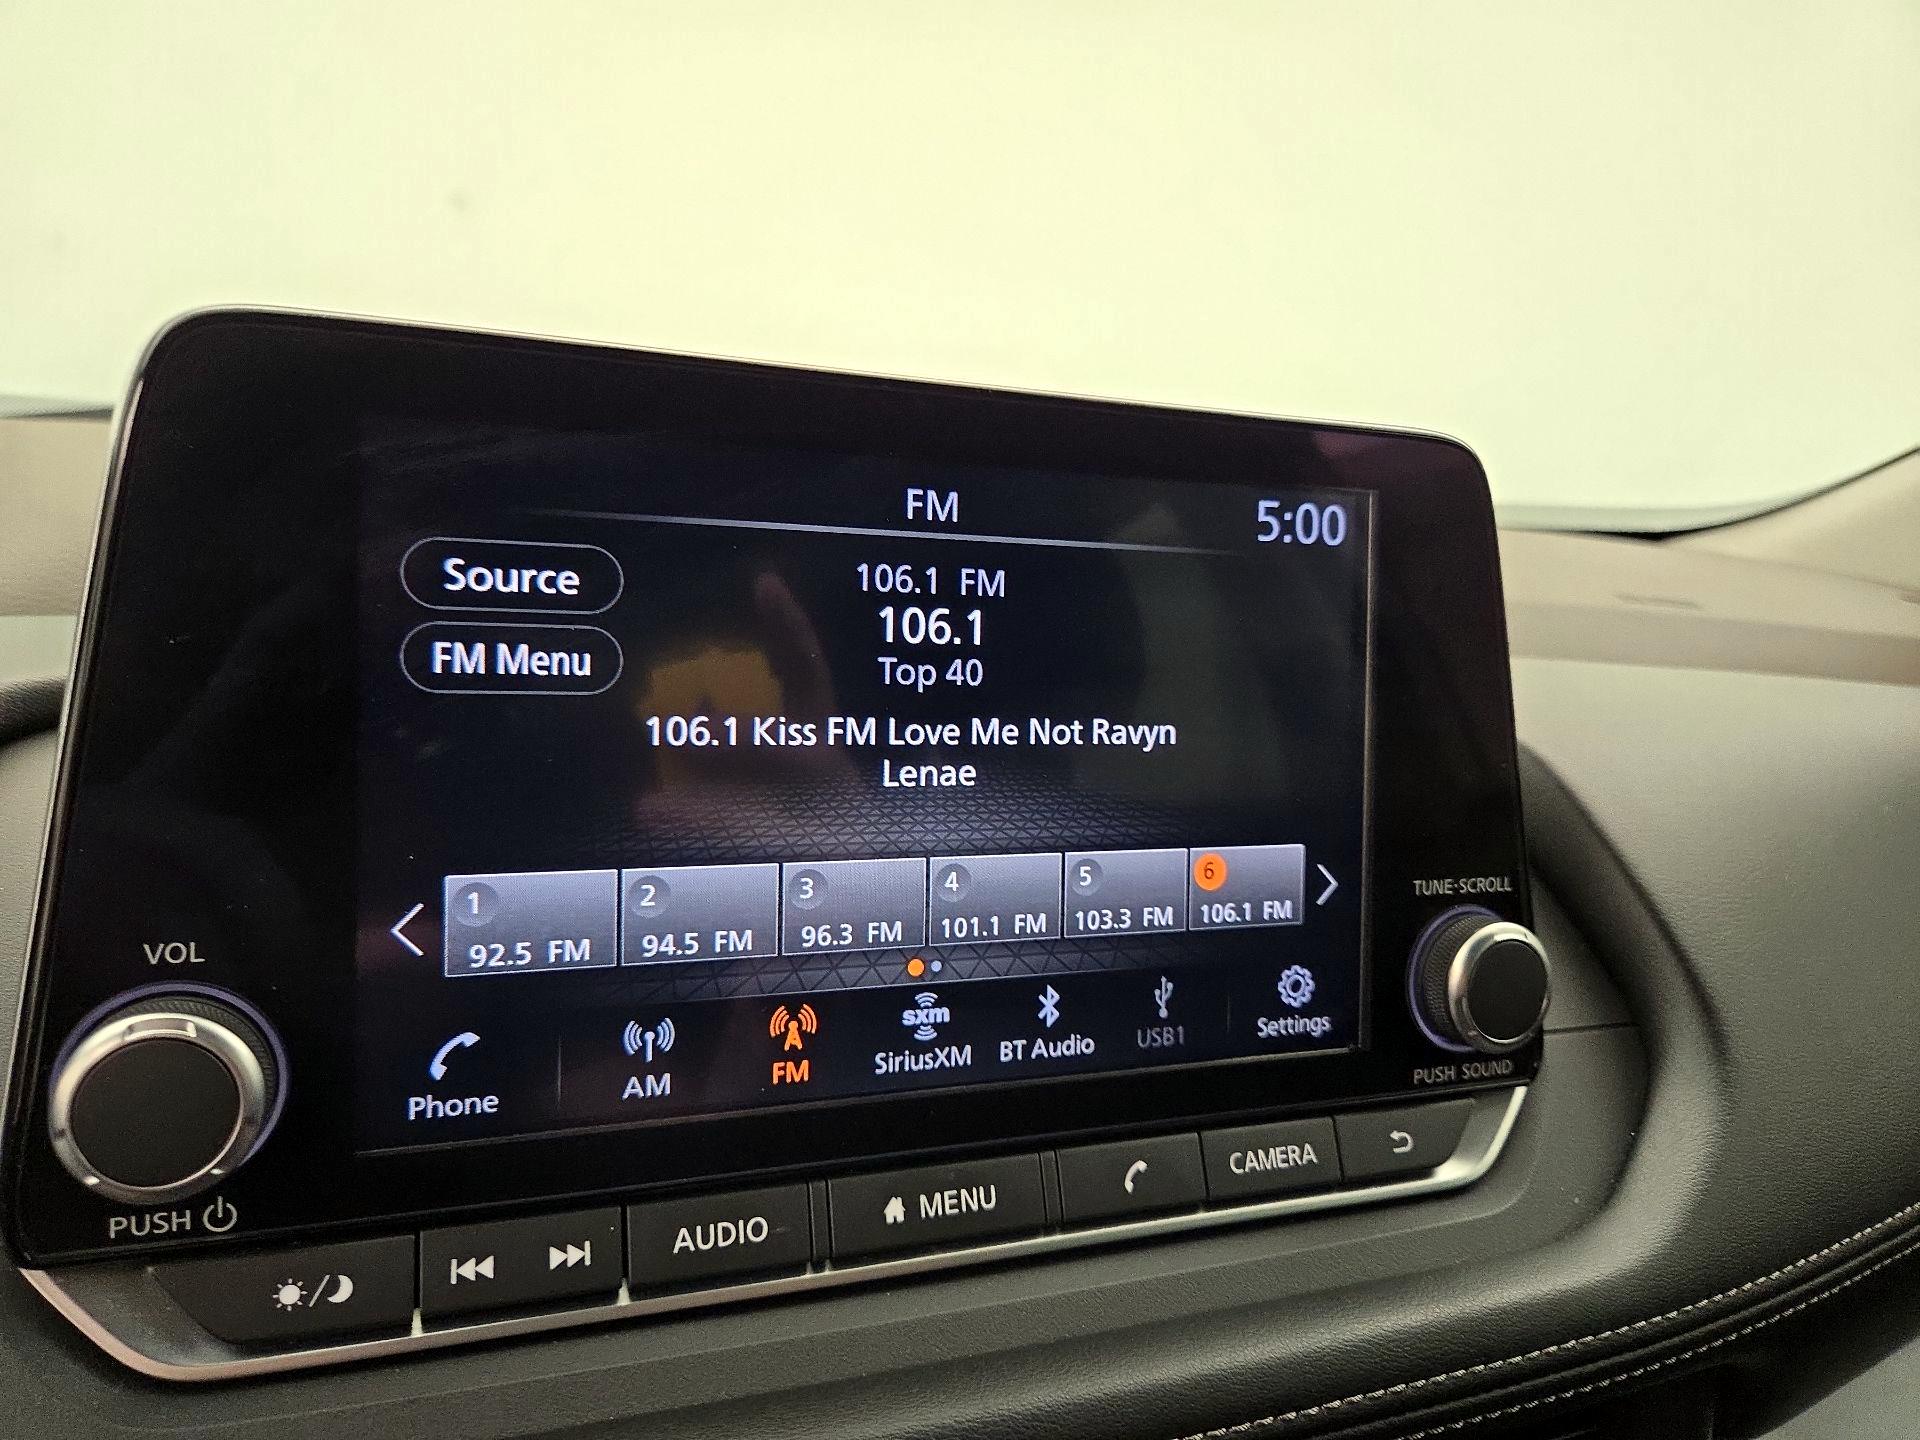 FM
5:00
Source
106.1 FM
106.1
FM Menu
Top 40
106.1 Kiss FM Love Me Not Ravyn
Lenae
1
92.5 FM
2
94.5 FM
3
96.3 FM
4
101.1 FM
5
103.3 FM
6
106.1 FM
Phone
AM
FM
sxm
SiriusXM
BT Audio
USB1
Settings
VOL
PUSH
TUNE·SCROLL
PUSH SOUND
AUDIO
MENU
CAMERA